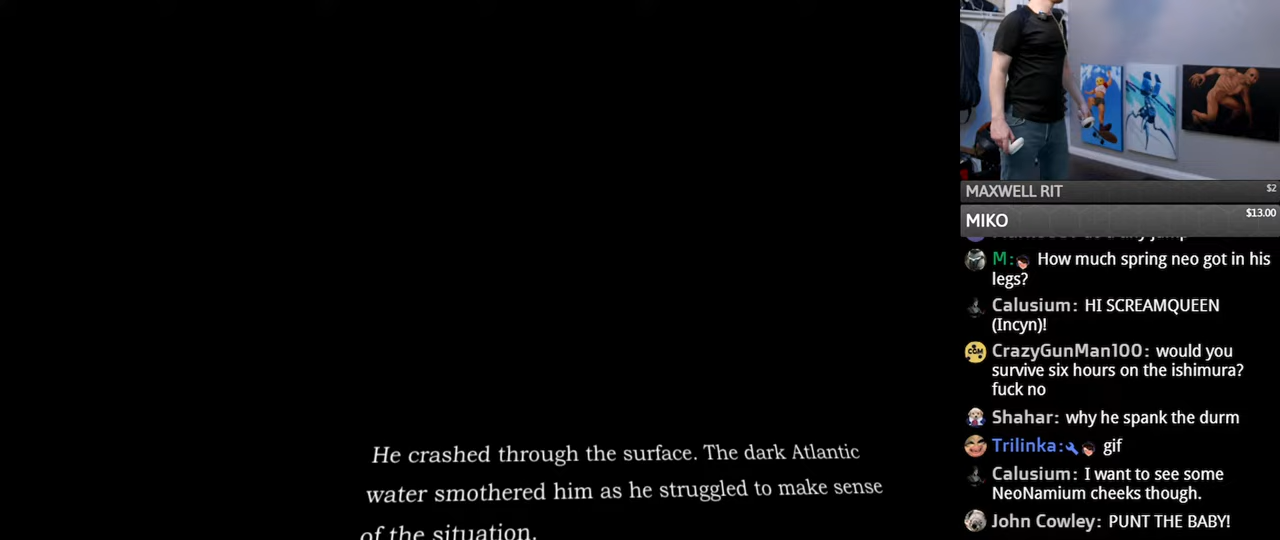 He crashed through the surface. The dark Atlantic
water smothered him as he struggled to make sense
of the situation.
MAXWELL RIT $2
MIKO $13.00
M: How much spring neo got in his
legs?
Calusium: HI SCREAMQUEEN
(Incyn)!
CrazyGunMan100: would you
survive six hours on the ishimura?
fuck no
Shahar: why he spank the durm
Trilinka: gif
Calusium: I want to see some
NeoNamium cheeks though.
John Cowley: PUNT THE BABY!